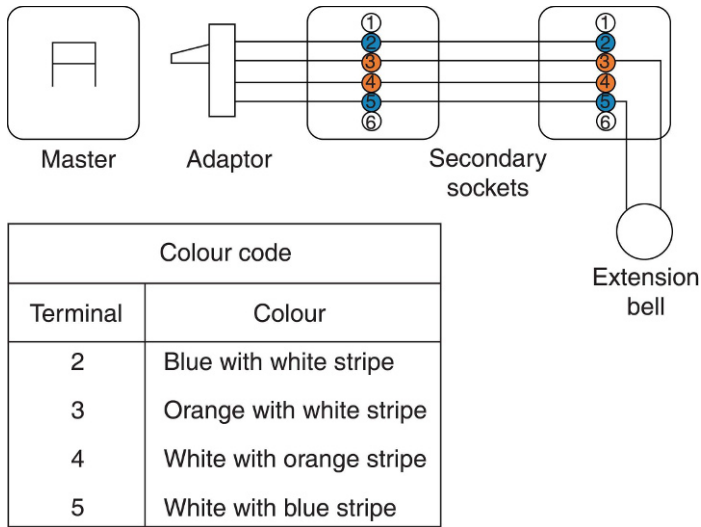 1 1
2 2
3 3
4 4
5 5
6 6
Master Adaptor Secondary
sockets
Extension
bell
Colour code
Terminal Colour
2 Blue with white stripe
3 Orange with white stripe
4 White with orange stripe
5 White with blue stripe